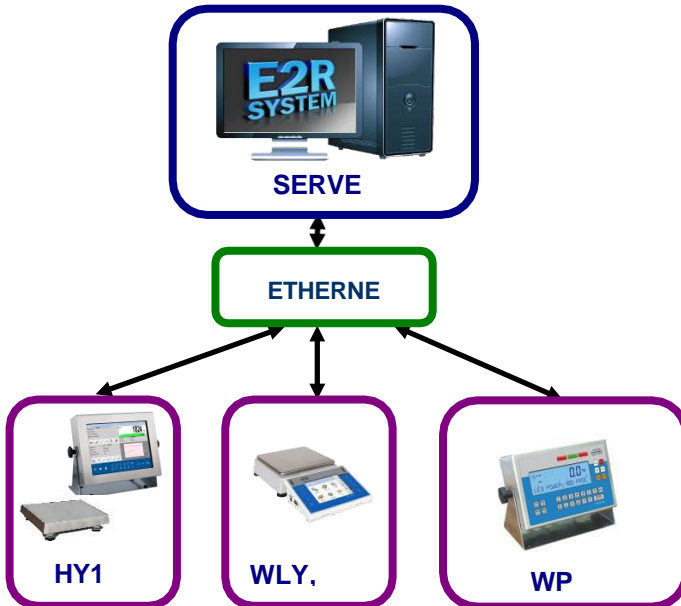 E2R
SYSTEM
SERVE
ETHERNE
HY1
WLY,
WP